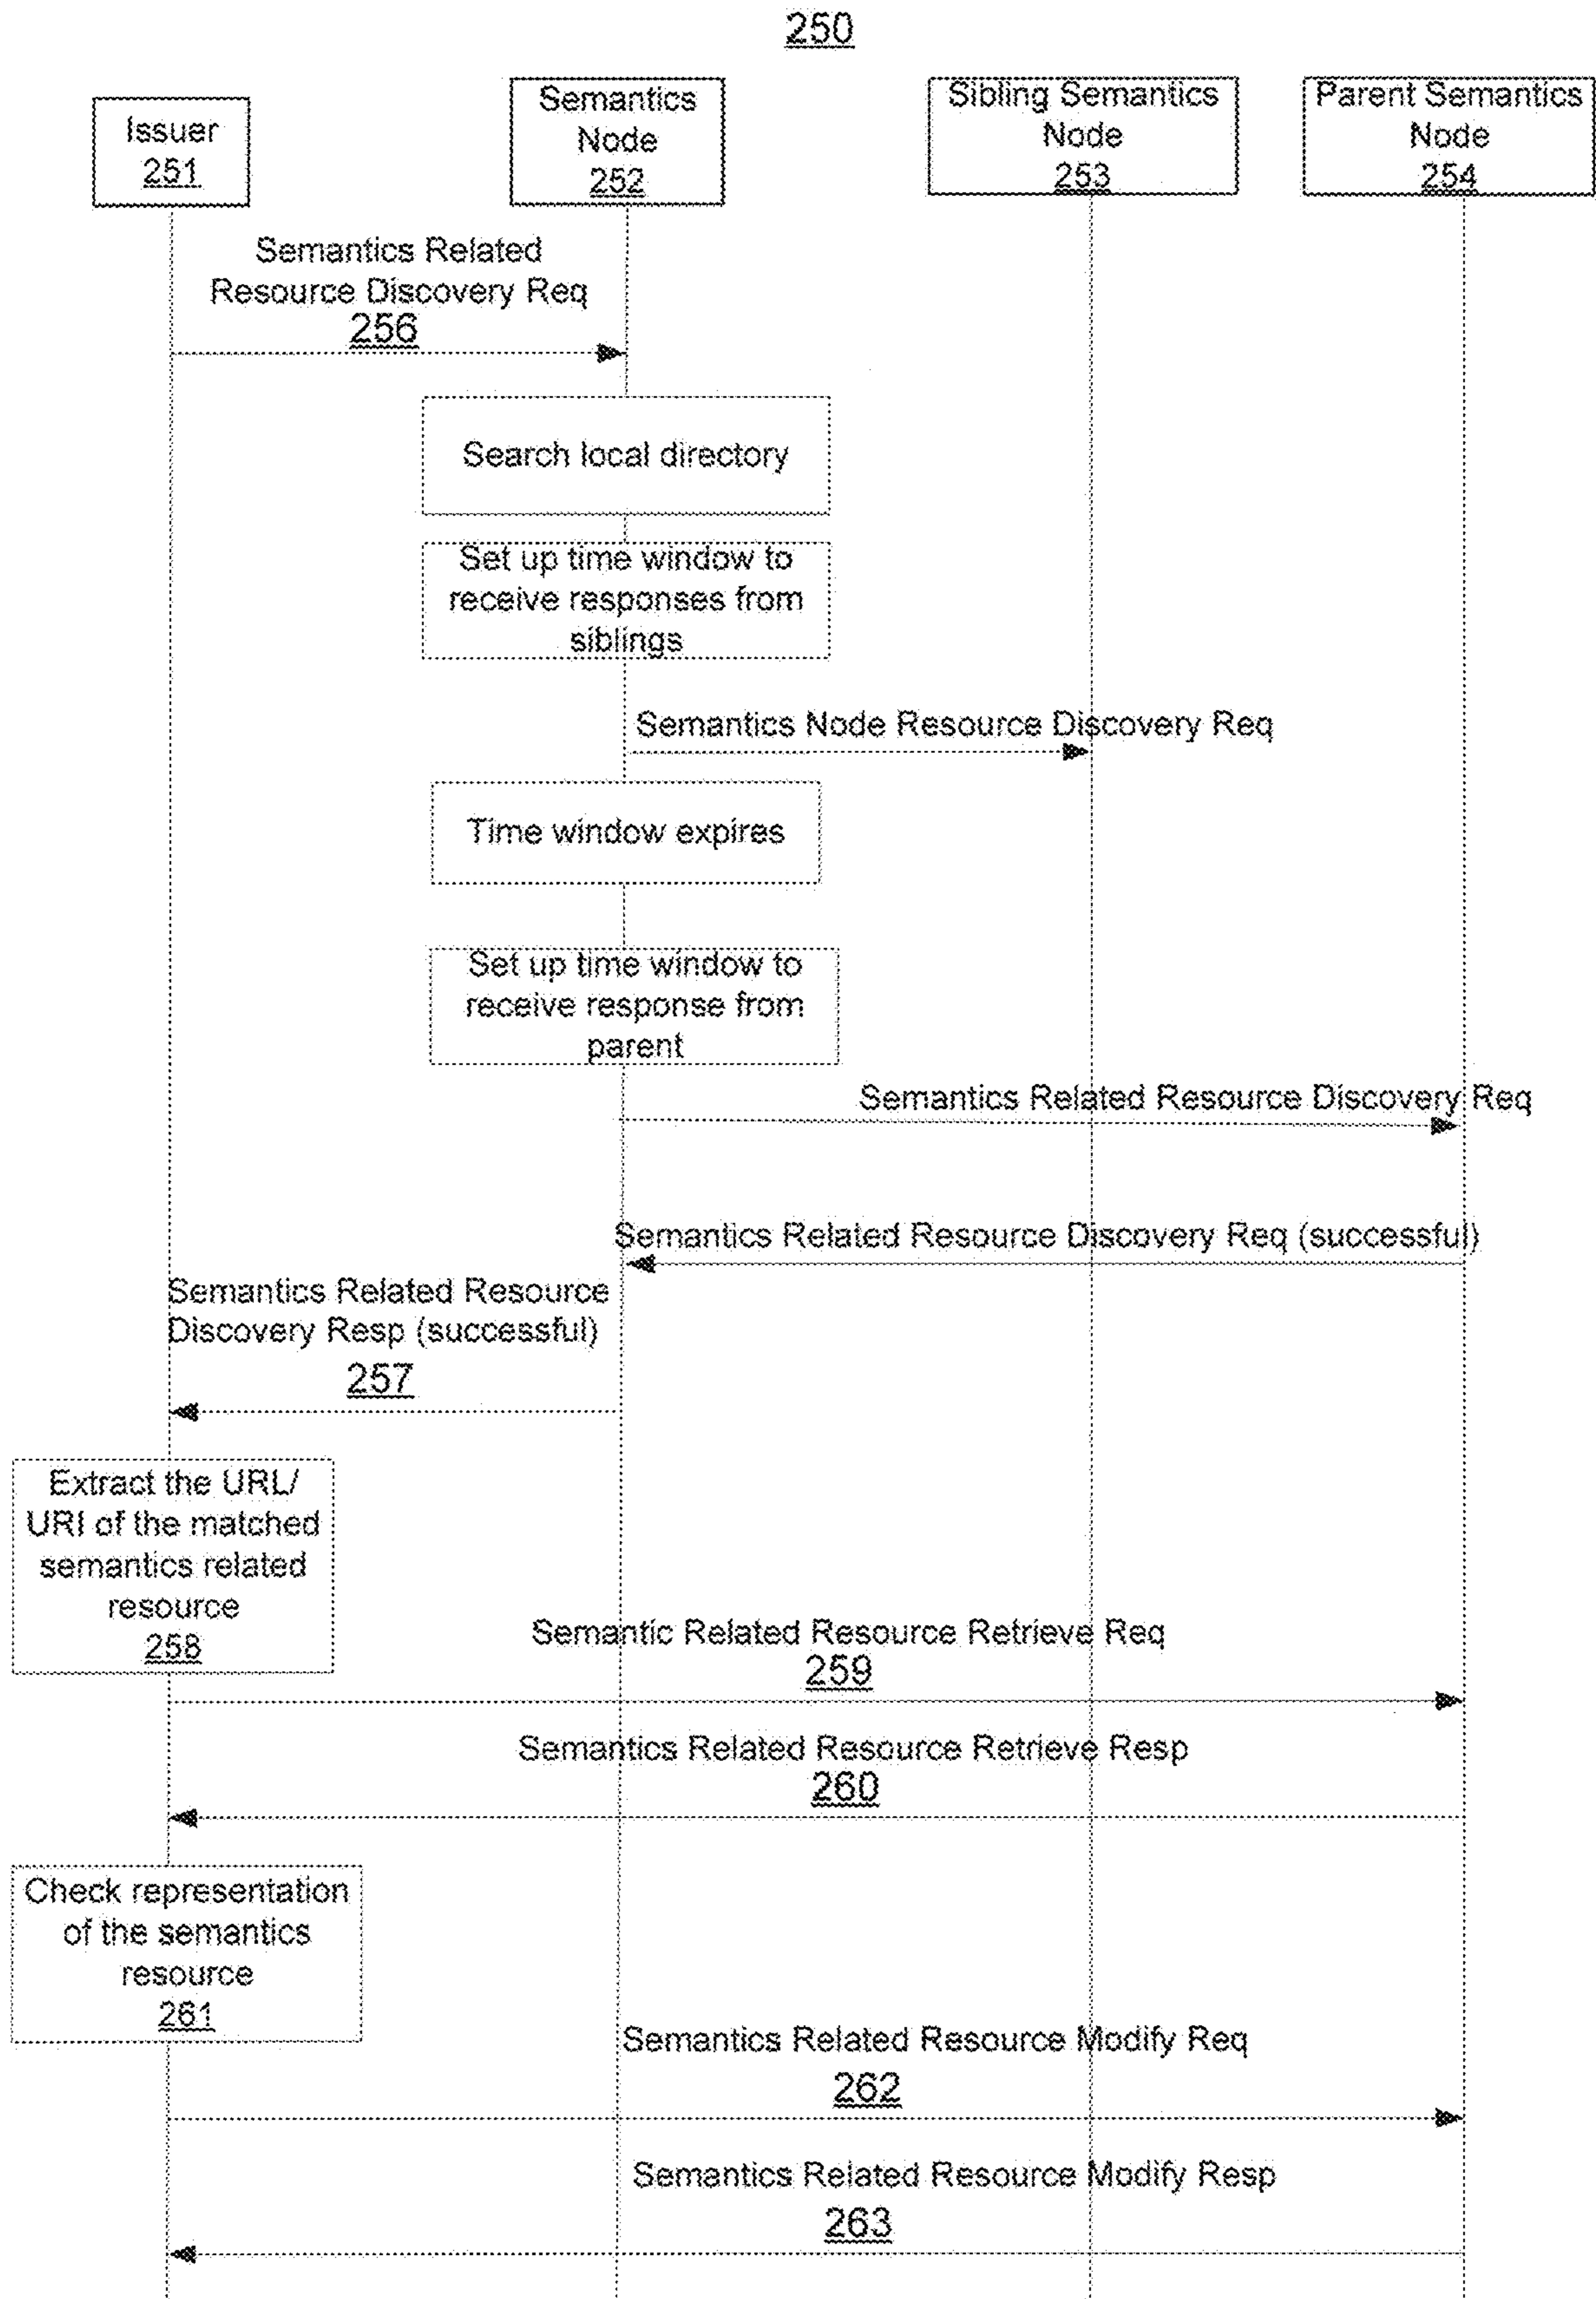 250
Issuer
251
Semantics
Node
252
Sibling Semantics
Node
253
Parent Semantics
Node
254
Semantics Related
Resource Discovery Req
256
Search local directory
Set up time window to
receive responses from
siblings
Semantics Node Resource Discovery Req
Time window expires
Set up time window to
receive response from
parent
Semantics Related Resource Discovery Req
Semantics Related Resource Discovery Req (successful)
Semantics Related Resource
Discovery Resp (successful)
257
Extract the URL/
URI of the matched
semantics related
resource
258
Semantic Related Resource Retrieve Req
259
Semantics Related Resource Retrieve Resp
260
Check representation
of the semantics
resource
261
Semantics Related Resource Modify Req
262
Semantics Related Resource Modify Resp
263